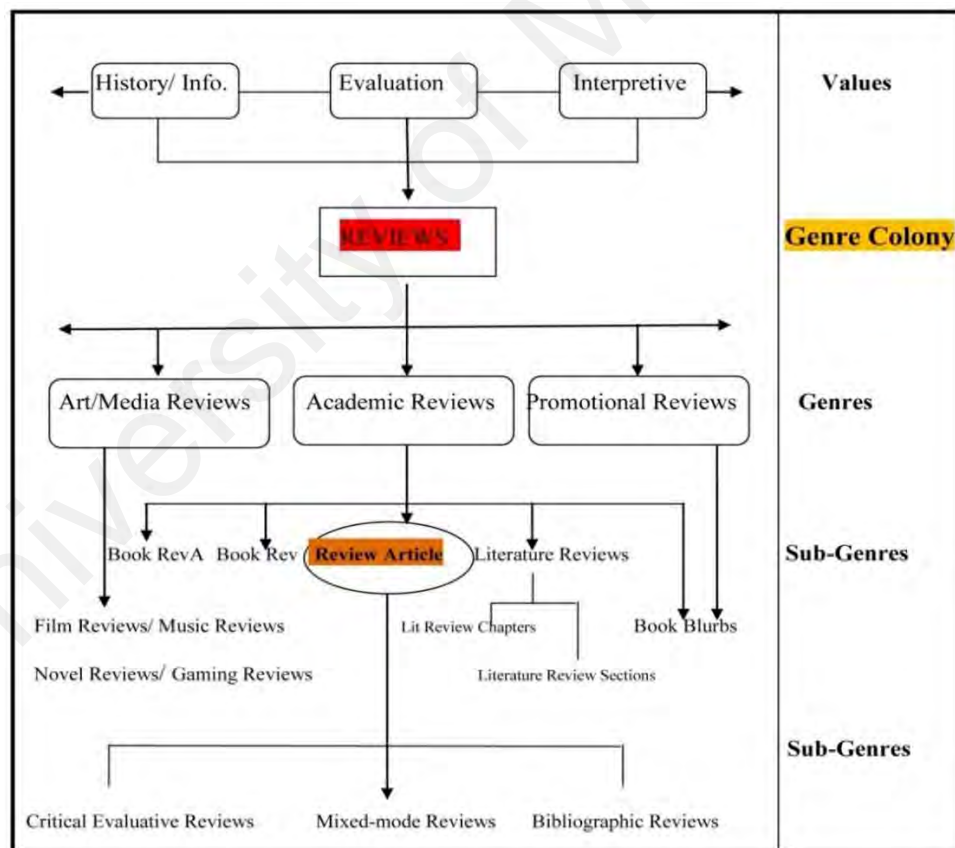 History/ Info. Evaluation Interpretive Values
REVIEWS Genre Colony
Art/Media Reviews Academic Reviews Promotional Reviews Genres
Book RevA Book Rev Review Article Literature Reviews Sub-Genres
Film Reviews/ Music Reviews Lit Review Chapters Book Blurbs
Novel Reviews/ Gaming Reviews Literature Review Sections
Sub-Genres
Critical Evaluative Reviews Mixed-mode Reviews Bibliographic Reviews
University of M